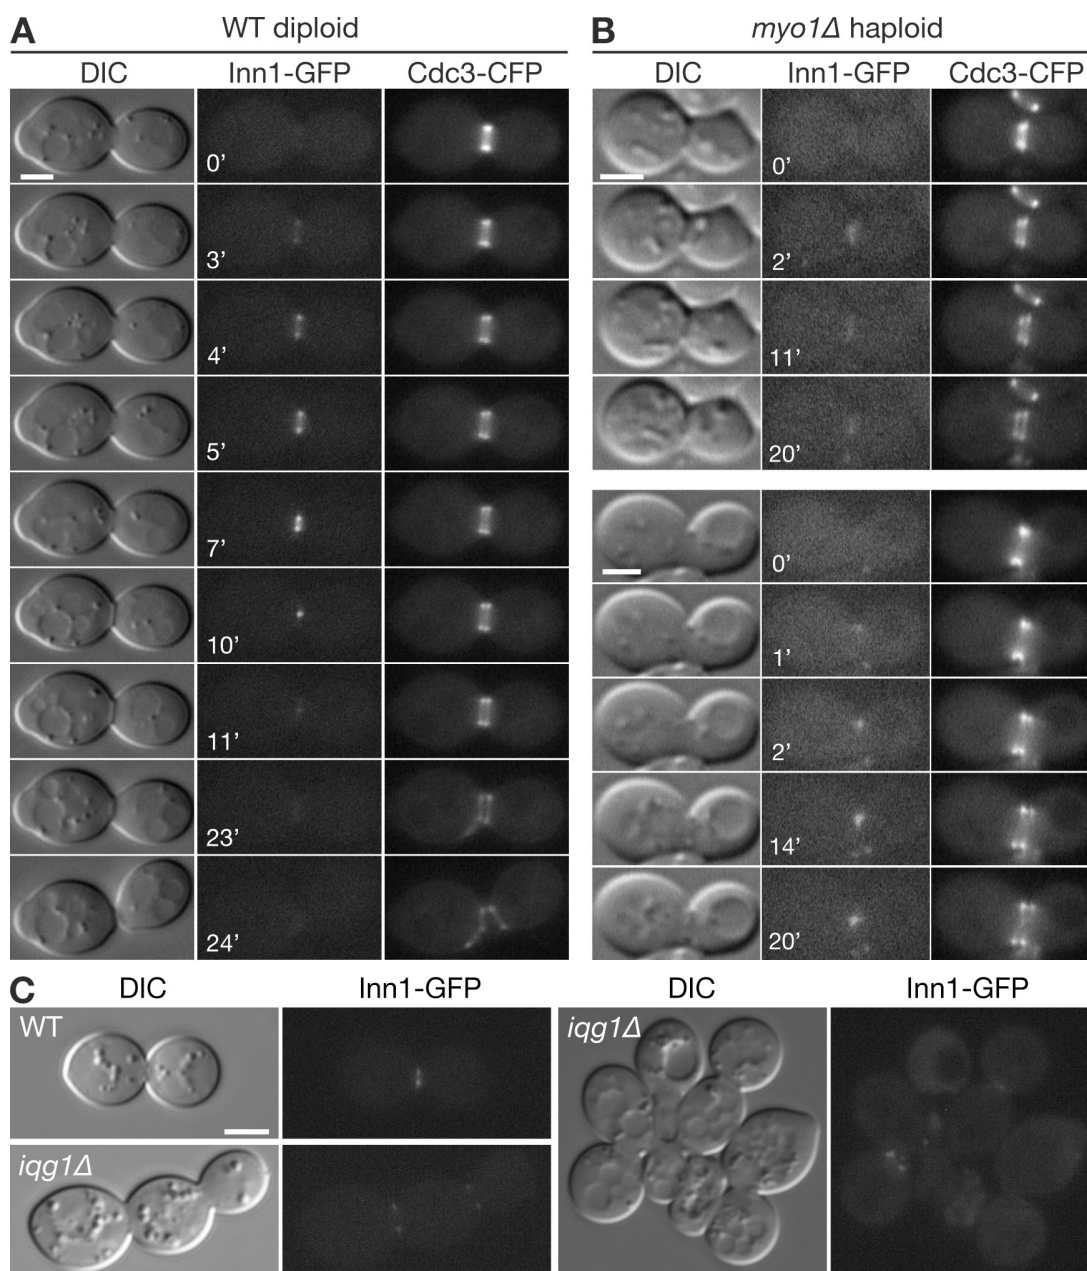 A WT diploid
DIC Inn1-GFP Cdc3-CFP
0’
3’
4’
5’
7’
10’
11’
23’
24’
B myo1Δ haploid
DIC Inn1-GFP Cdc3-CFP
0’
2’
11’
20’
0’
1’
2’
14’
20’
C DIC Inn1-GFP DIC Inn1-GFP
WT
iqg1Δ
iqg1Δ